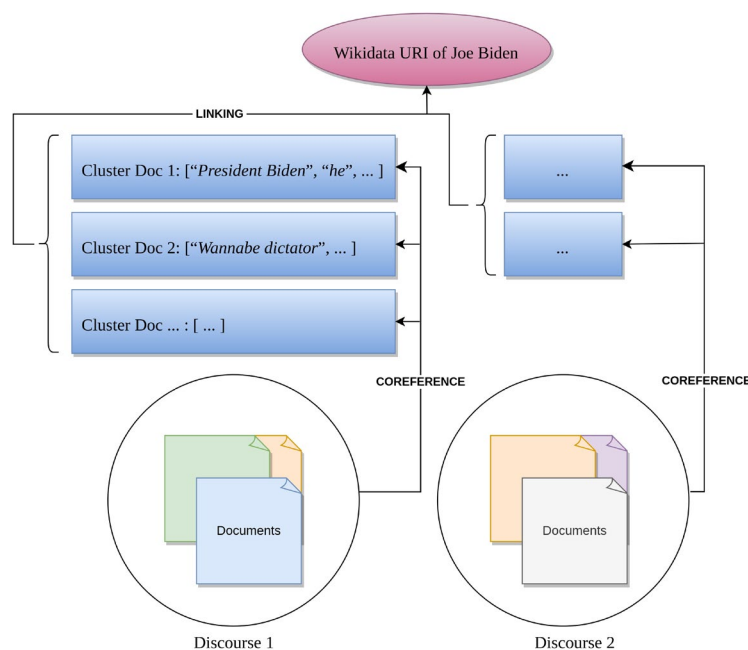 Wikidata URI of Joe Biden
LINKING
Cluster Doc 1: [“President Biden”, “he”, ... ]
...
Cluster Doc 2: [“Wannabe dictator”, ... ]
...
Cluster Doc ... : [ ... ]
COREFERENCE
COREFERENCE
Documents
Documents
Discourse 1
Discourse 2